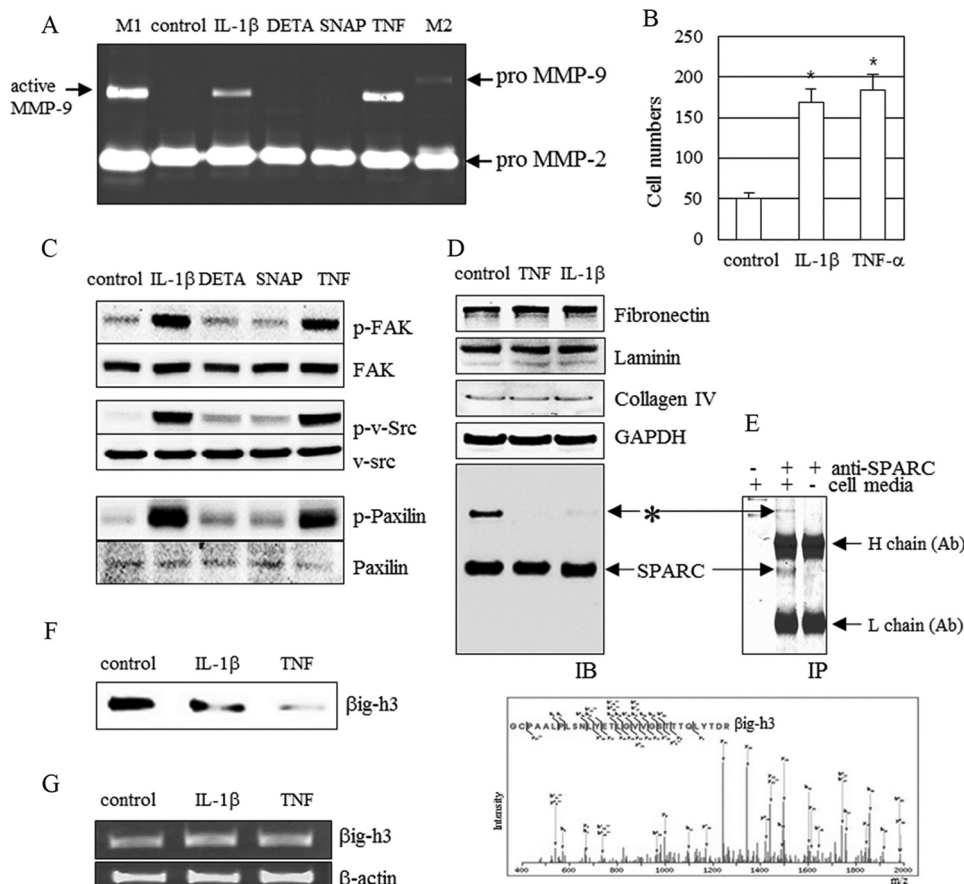 A
M1 control IL-1β DETA SNAP TNF M2
active MMP-9
pro MMP-9
pro MMP-2
B
250
200
150
100
50
0
Cell numbers
* *
control IL-1β TNF-α
C
control IL-1β DETA SNAP TNF
p-FAK
FAK
p-v-Src
v-src
p-Paxilin
Paxilin
D
control TNF IL-1β
Fibronectin
Laminin
Collagen IV
GAPDH
*
SPARC
IB
E
- + + anti-SPARC
+ + - cell media
H chain (Ab)
L chain (Ab)
IP
F
control IL-1β TNF
βig-h3
G
control IL-1β TNF
βig-h3
β-actin
βig-h3
Intensity
400 600 800 1000 1200 1400 1600 1800 2000
m/z